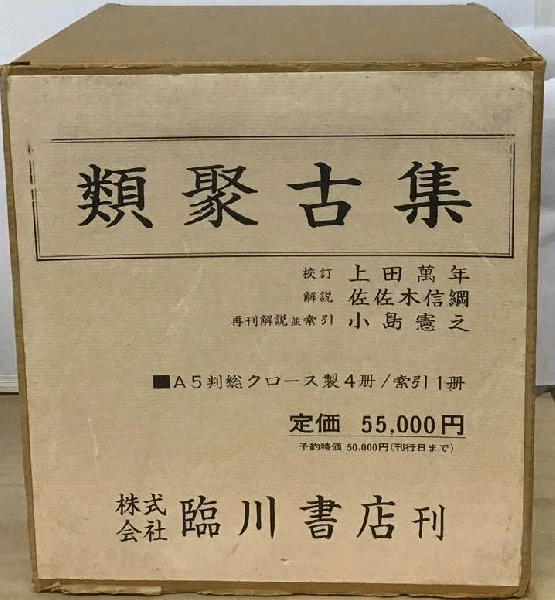 類聚古集
校訂 上田萬年
解説 佐佐木信綱
再刊解説並索引 小島憲之
■A5判総クロース製4冊/索引1冊
定価 55,000円
予約特価 50,000円(刊行日まで)
株式会社 臨川書店刊